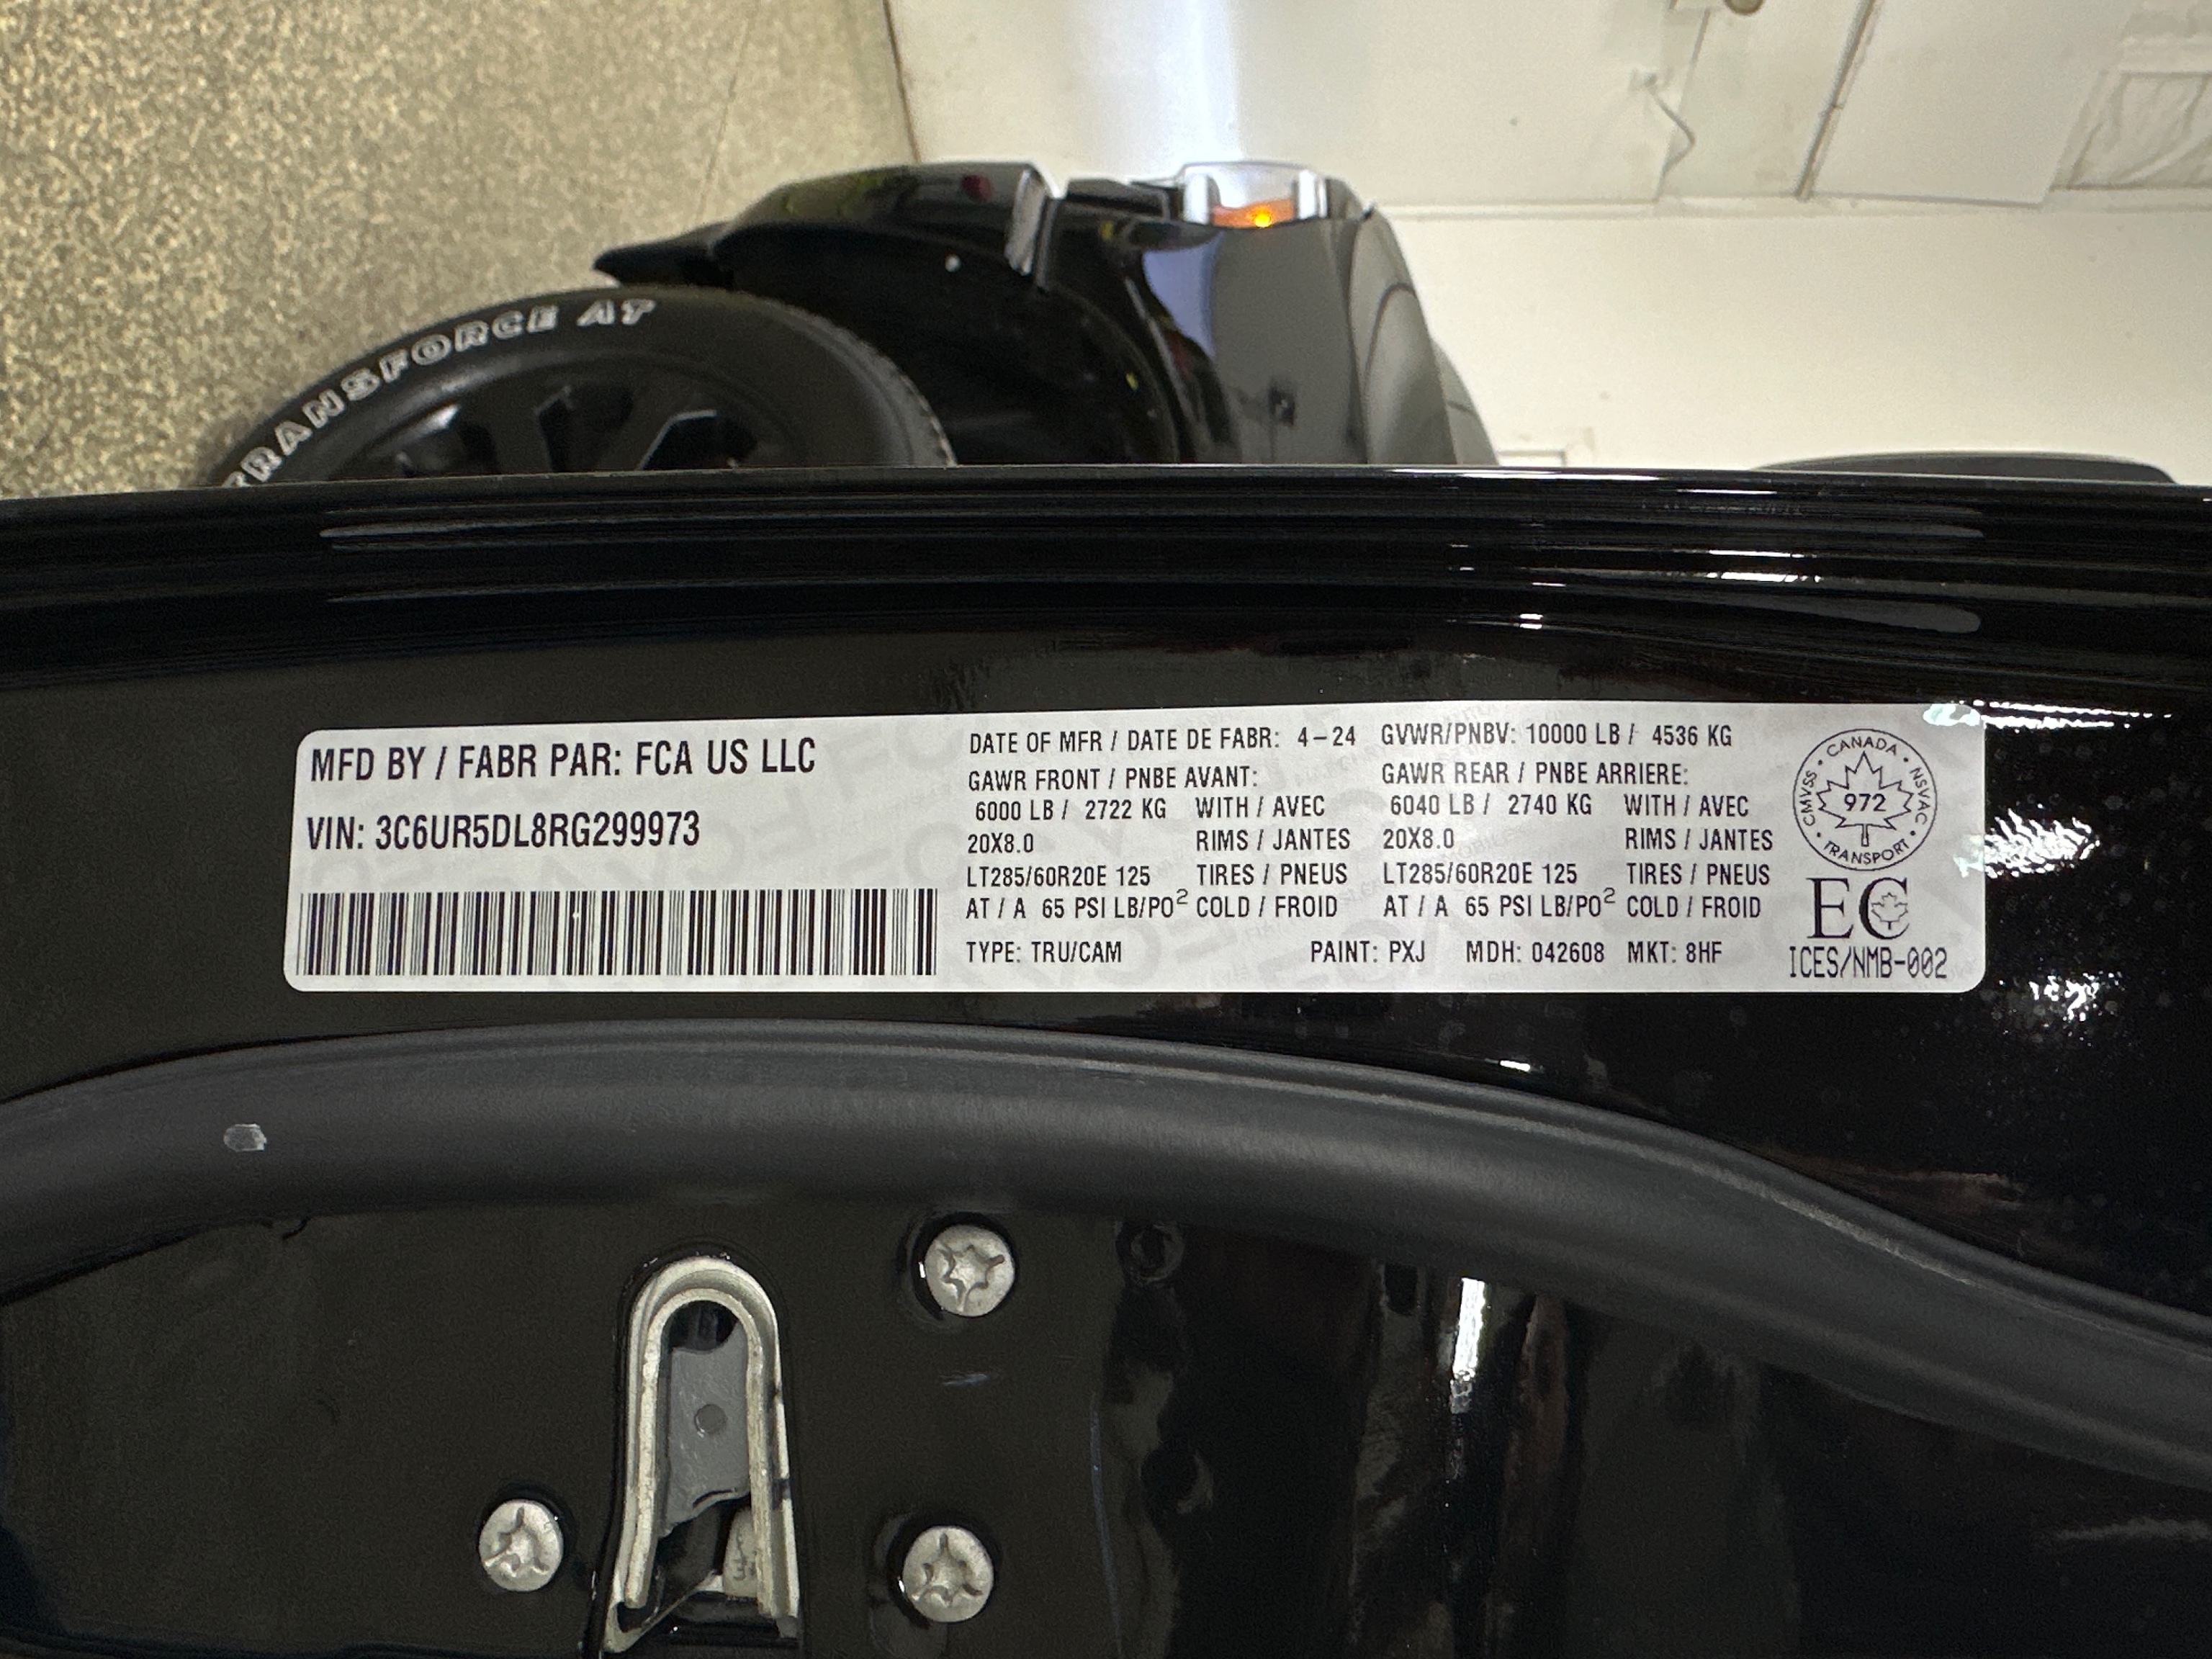 TRANSFORCE AT
MFD BY / FABR PAR: FCA US LLC
VIN: 3C6UR5DL8RG299973
DATE OF MFR / DATE DE FABR: 4-24 GVWR/PNBV: 10000 LB / 4536 KG
GAWR FRONT / PNBE AVANT: GAWR REAR / PNBE ARRIERE:
6000 LB / 2722 KG WITH / AVEC 6040 LB / 2740 KG WITH / AVEC
20X8.0 RIMS / JANTES 20X8.0 RIMS / JANTES
LT285/60R20E 125 TIRES / PNEUS LT285/60R20E 125 TIRES / PNEUS
AT / A 65 PSI LB/PO² COLD / FROID AT / A 65 PSI LB/PO² COLD / FROID
TYPE: TRU/CAM PAINT: PXJ MDH: 042608 MKT: 8HF
CANADA
CMVSS 972 NSVAC
TRANSPORT
EC
ICES/NMB-002